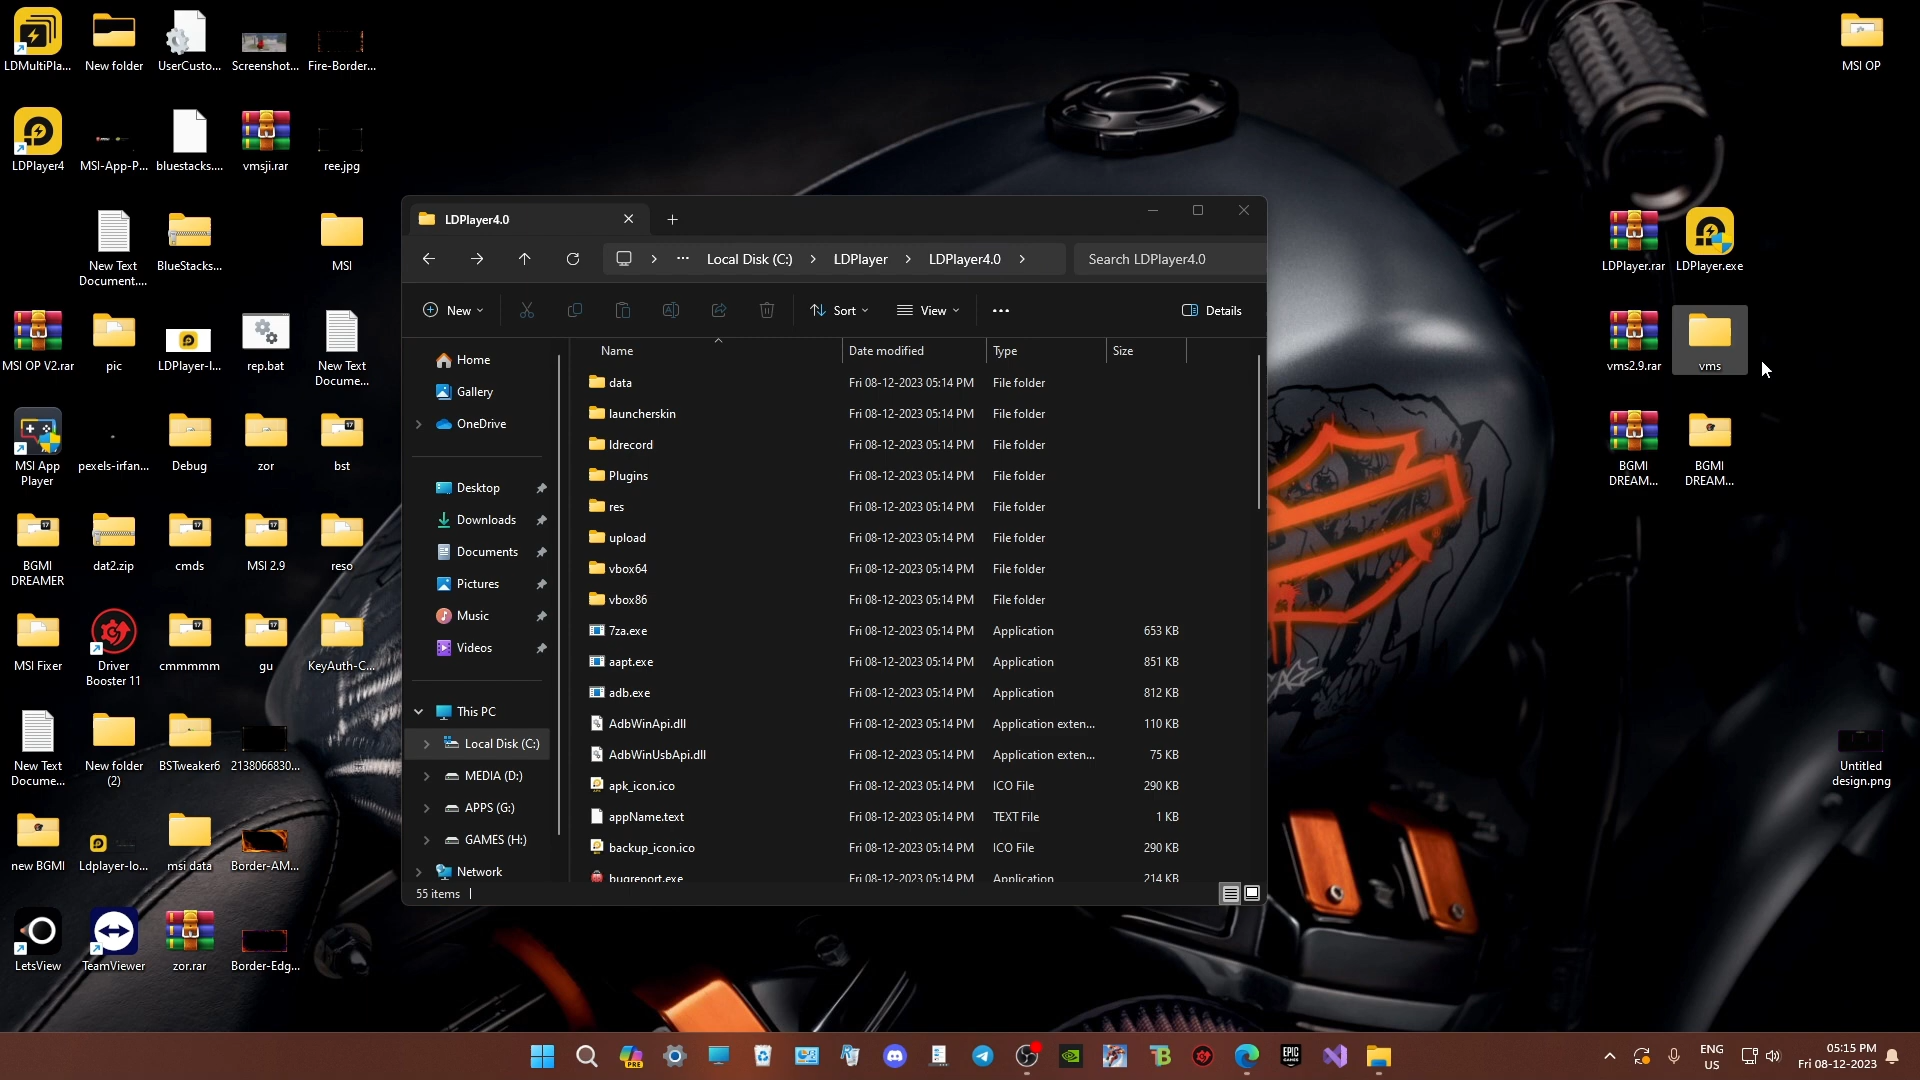 LDMultiPla...
New folder
UserCusto...
Screenshot...
Fire-Border...
MSI OP
LDPlayer4
MSI-App-P...
bluestacks....
vmsji.rar
ree.jpg
New Text
Document....
BlueStacks...
MSI
LDPlayer.rar
LDPlayer.exe
MSI OP V2.rar
pic
LDPlayer-l...
rep.bat
New Text
Docume...
vms2.9.rar
vms
MSI App
Player
pexels-irfan...
Debug
zor
bst
BGMI
DREAM...
BGMI
DREAM...
BGMI
DREAMER
dat2.zip
cmds
MSI 2.9
reso
MSI Fixer
Driver
Booster 11
cmmmmm
gu
KeyAuth-C...
New Text
Docume...
New folder
(2)
BSTweaker6
2138066830...
Untitled
design.png
new BGMI
Ldplayer-lo...
msi data
Border-AM...
LetsView
TeamViewer
zor.rar
Border-Edg...
LDPlayer4.0
Local Disk (C:)
LDPlayer
LDPlayer4.0
Search LDPlayer4.0
New
Sort
View
Details
Home
Gallery
OneDrive
Desktop
Downloads
Documents
Pictures
Music
Videos
This PC
Local Disk (C:)
MEDIA (D:)
APPS (G:)
GAMES (H:)
Network
Name Date modified Type Size
data Fri 08-12-2023 05:14 PM File folder
launcherskin Fri 08-12-2023 05:14 PM File folder
ldrecord Fri 08-12-2023 05:14 PM File folder
Plugins Fri 08-12-2023 05:14 PM File folder
res Fri 08-12-2023 05:14 PM File folder
upload Fri 08-12-2023 05:14 PM File folder
vbox64 Fri 08-12-2023 05:14 PM File folder
vbox86 Fri 08-12-2023 05:14 PM File folder
7za.exe Fri 08-12-2023 05:14 PM Application 653 KB
aapt.exe Fri 08-12-2023 05:14 PM Application 851 KB
adb.exe Fri 08-12-2023 05:14 PM Application 812 KB
AdbWinApi.dll Fri 08-12-2023 05:14 PM Application exten... 110 KB
AdbWinUsbApi.dll Fri 08-12-2023 05:14 PM Application exten... 75 KB
apk_icon.ico Fri 08-12-2023 05:14 PM ICO File 290 KB
appName.text Fri 08-12-2023 05:14 PM TEXT File 1 KB
backup_icon.ico Fri 08-12-2023 05:14 PM ICO File 290 KB
bugreport.exe Fri 08-12-2023 05:14 PM Application 214 KB
55 items
PRE
EPIC
GAMES
ENG
US
05:15 PM
Fri 08-12-2023